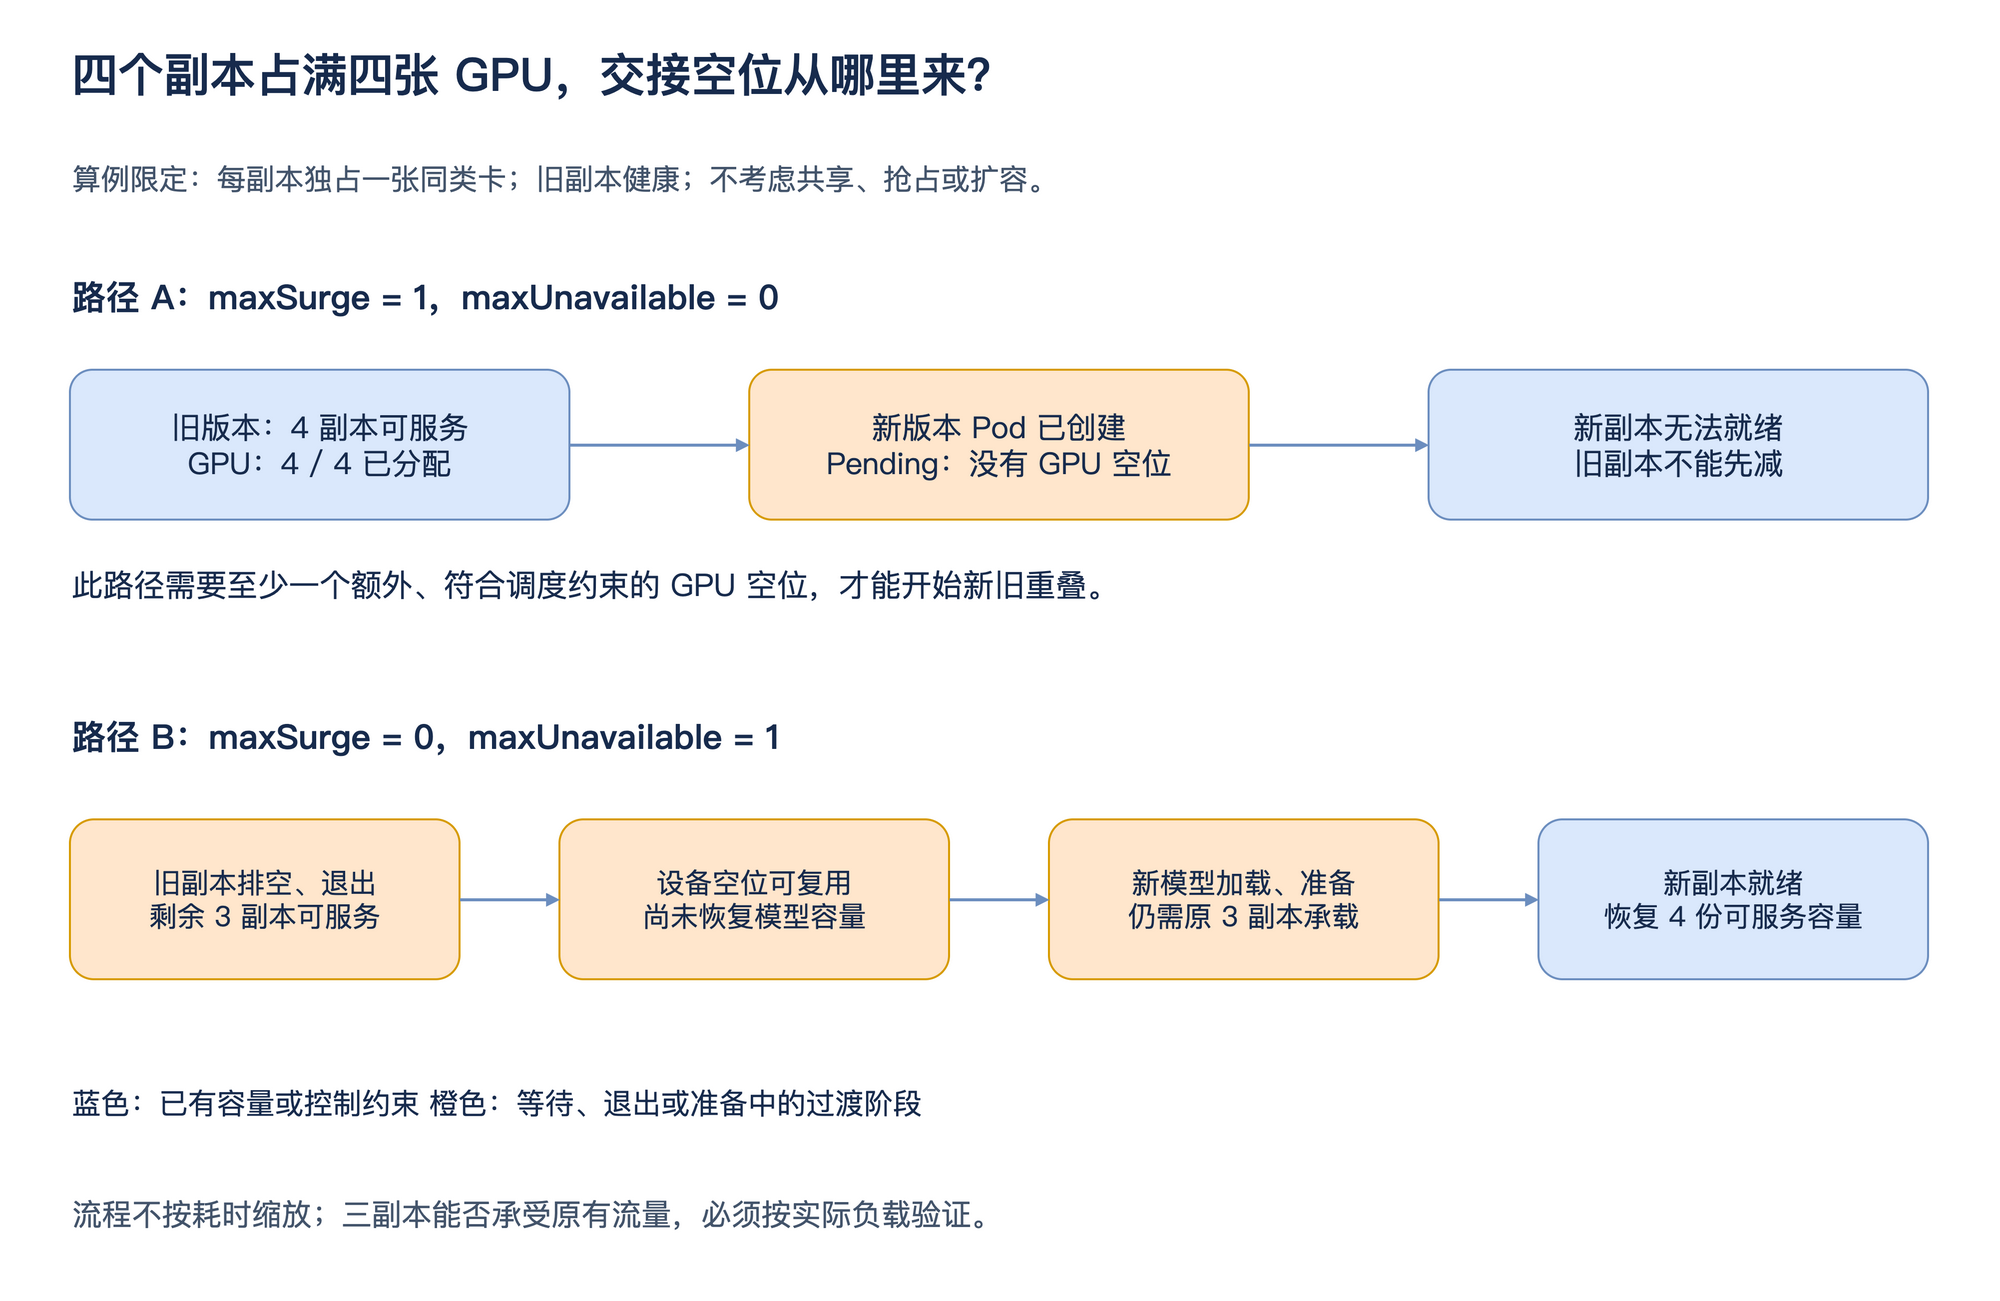 四个副本占满四张 GPU，交接空位从哪里来？
算例限定：每副本独占一张同类卡；旧副本健康；不考虑共享、抢占或扩容。
路径 A：maxSurge = 1，maxUnavailable = 0
旧版本：4 副本可服务
GPU：4 / 4 已分配
新版本 Pod 已创建
Pending：没有 GPU 空位
新副本无法就绪
旧副本不能先减
此路径需要至少一个额外、符合调度约束的 GPU 空位，才能开始新旧重叠。
路径 B：maxSurge = 0，maxUnavailable = 1
旧副本排空、退出
剩余 3 副本可服务
设备空位可复用
尚未恢复模型容量
新模型加载、准备
仍需原 3 副本承载
新副本就绪
恢复 4 份可服务容量
蓝色：已有容量或控制约束 橙色：等待、退出或准备中的过渡阶段
流程不按耗时缩放；三副本能否承受原有流量，必须按实际负载验证。